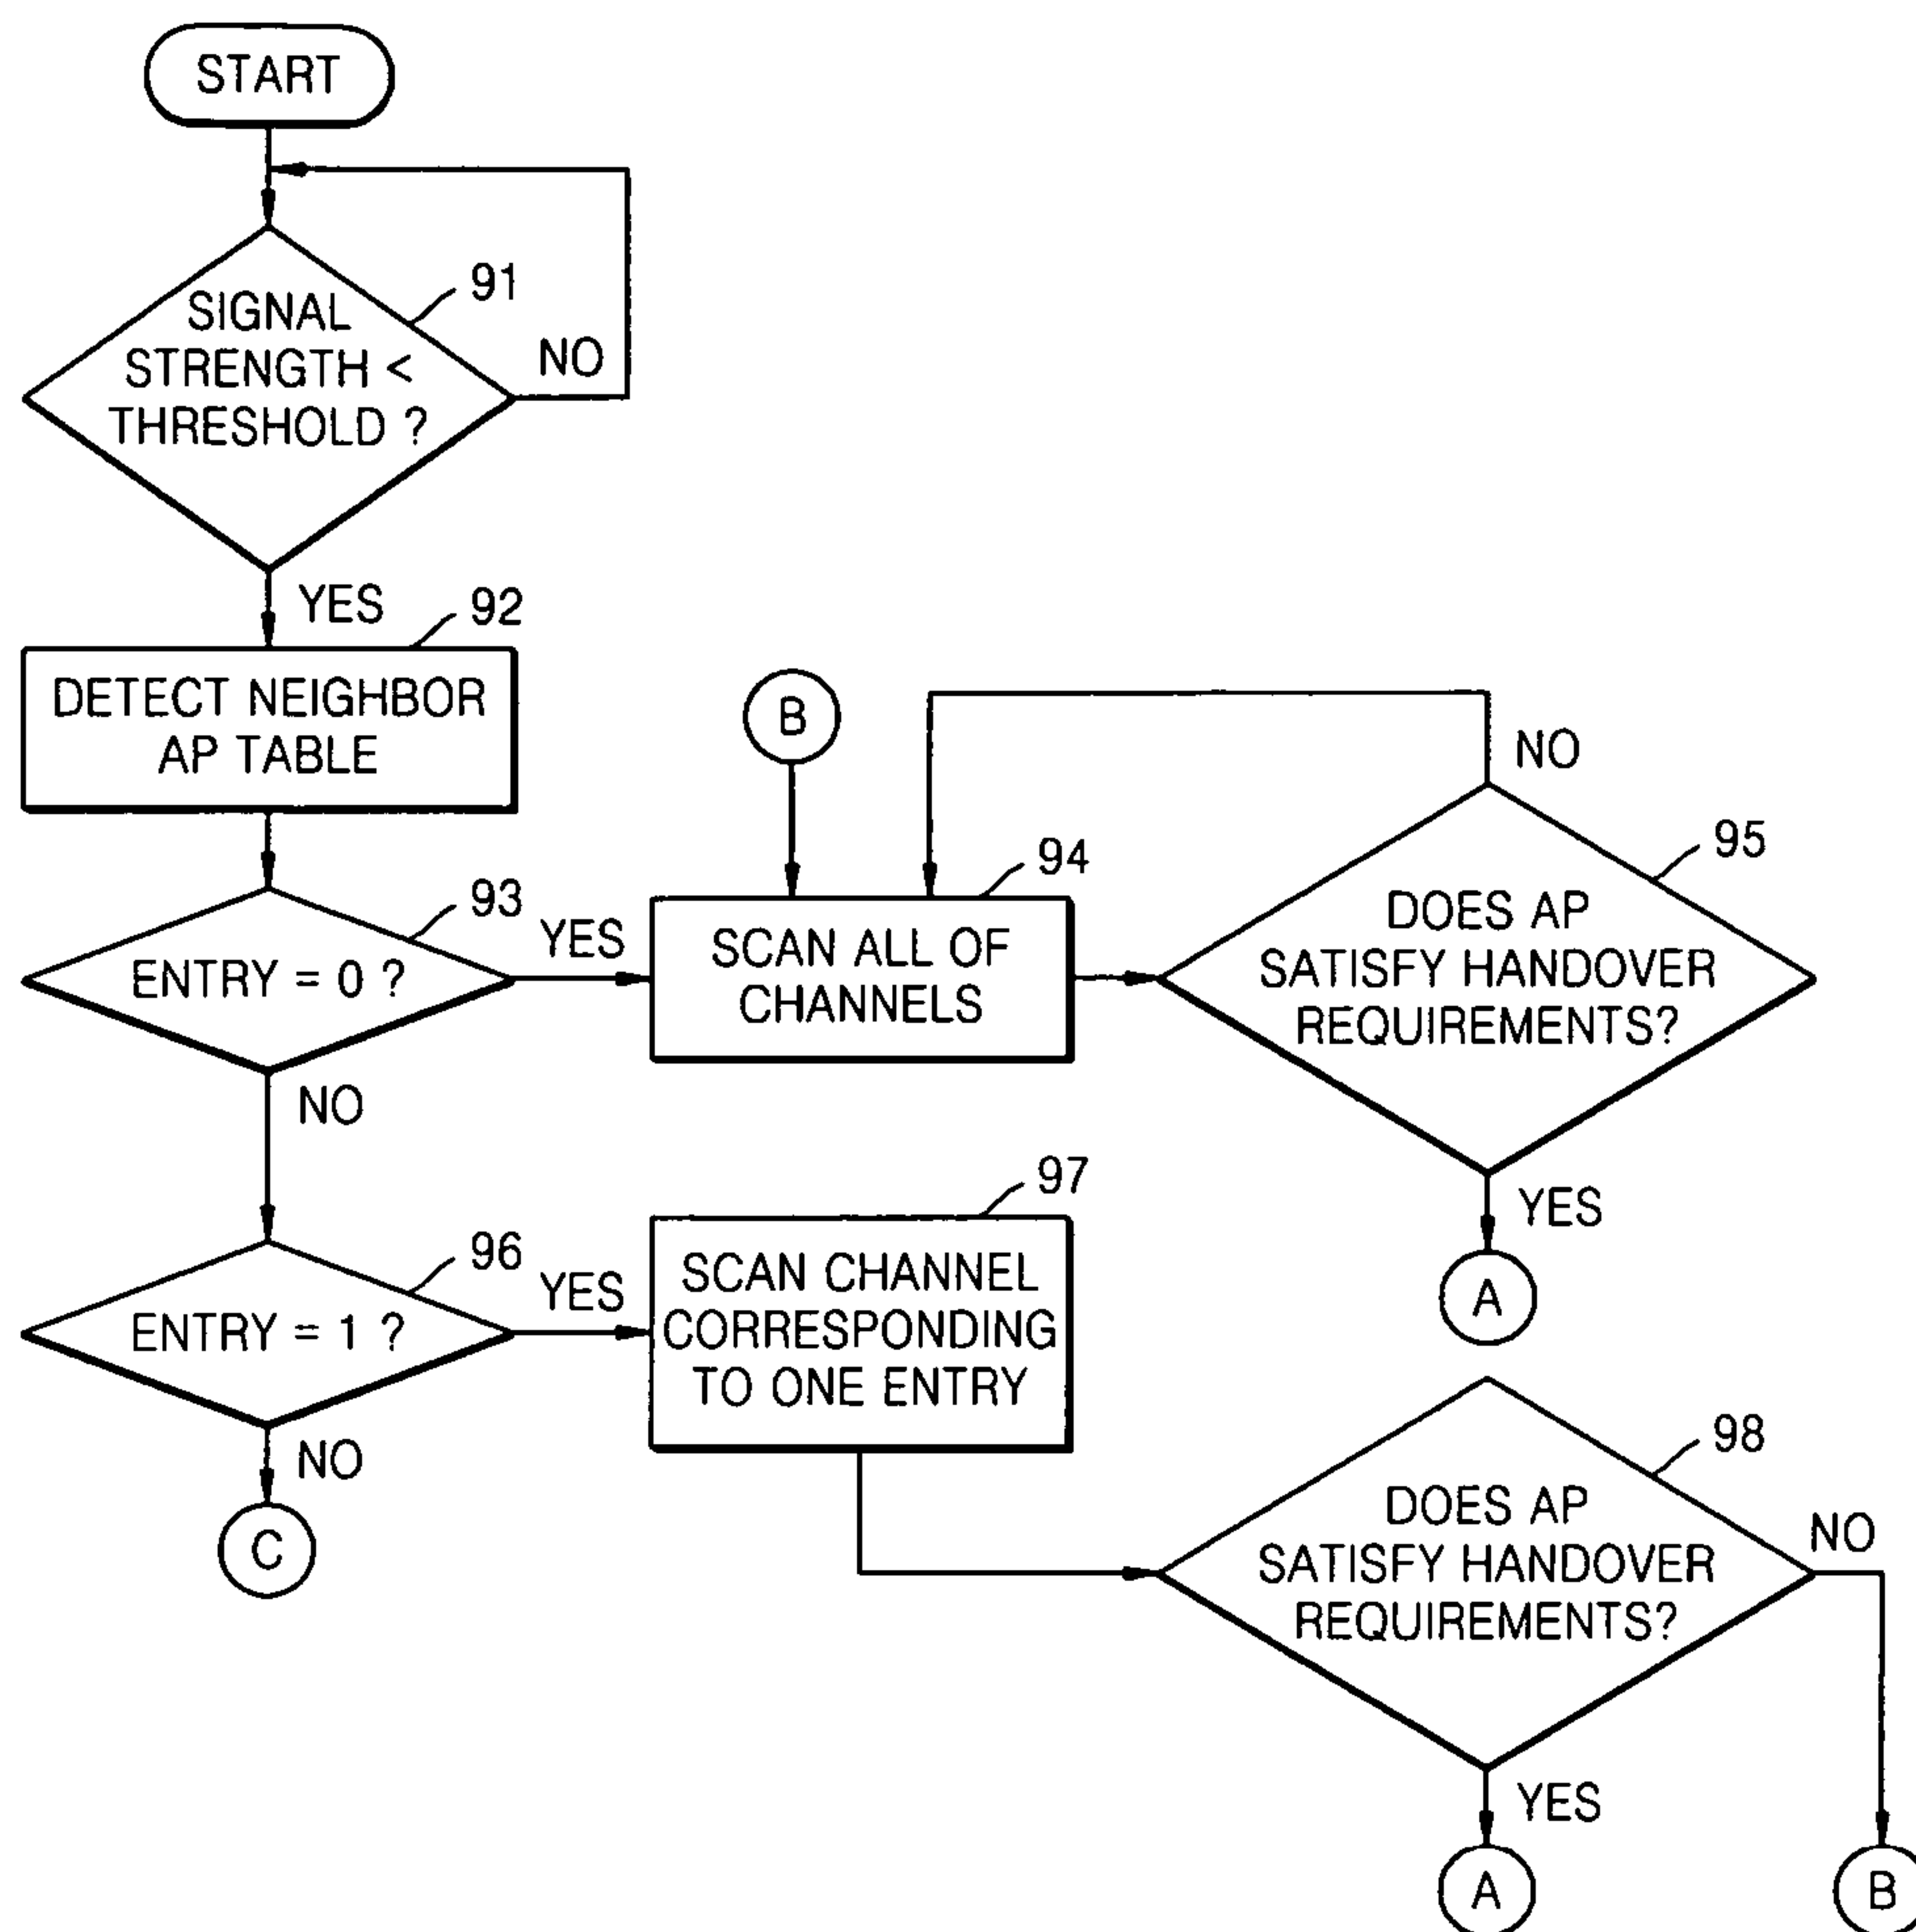 START
91
SIGNAL
STRENGTH <
THRESHOLD ?
NO
YES
92
DETECT NEIGHBOR
AP TABLE
93
ENTRY = 0 ?
YES
NO
B
94
SCAN ALL OF
CHANNELS
NO
95
DOES AP
SATISFY HANDOVER
REQUIREMENTS?
YES
A
96
ENTRY = 1 ?
YES
NO
C
97
SCAN CHANNEL
CORRESPONDING
TO ONE ENTRY
98
DOES AP
SATISFY HANDOVER
REQUIREMENTS?
NO
YES
A
B